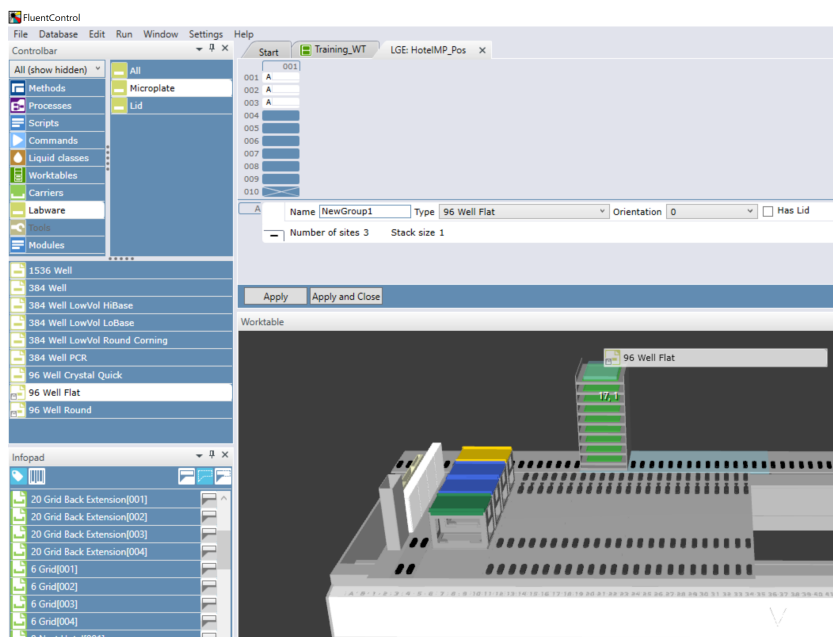 FluentControl
File Database Edit Run Window Settings Help
Controlbar
Start Training_WT LGE: HotelMP_Pos
All (show hidden)
Methods
Processes
Scripts
Commands
Liquid classes
Worktables
Carriers
Labware
Tools
Modules
All
Microplate
Lid
001
001 A
002 A
003 A
004
005
006
007
008
009
010
A
Name NewGroup1 Type 96 Well Flat Orientation 0 Has Lid
Number of sites 3 Stack size 1
Apply Apply and Close
1536 Well
384 Well
384 Well LowVol HiBase
384 Well LowVol LoBase
384 Well LowVol Round Corning
384 Well PCR
96 Well Crystal Quick
96 Well Flat
96 Well Round
Worktable
96 Well Flat
17, 1
Infopad
20 Grid Back Extension[001]
20 Grid Back Extension[002]
20 Grid Back Extension[003]
20 Grid Back Extension[004]
6 Grid[001]
6 Grid[002]
6 Grid[003]
6 Grid[004]